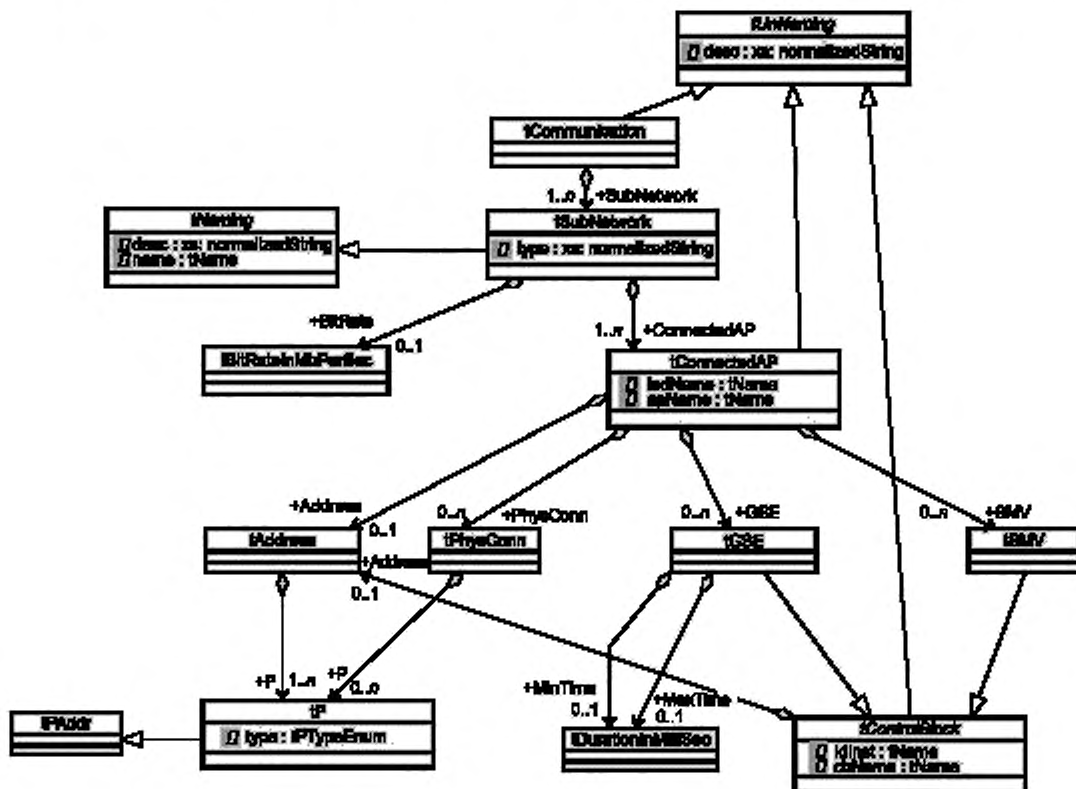 tUnNaming
desc : xs: normalizedString
tCommunication
1..n +SubNetwork
tNaming
desc : xs: normalizedString
name : tName
tSubNetwork
type : xs: normalizedString
+BitRate
0..1
1..n +ConnectedAP
tBitRateInMbPerSec
tConnectedAP
iedName : tName
apName : tName
+Address
0..1
0..n +PhysConn
0..n +GSE
0..n +SMV
tAddress
tPhysConn
tGSE
tSMV
+Address
0..1
+P 1..n
+P 0..n
+MinTime
0..1
+MaxTime
0..1
tPAddr
tP
type : tPTypeEnum
tDurationInMilliSec
tControlBlock
ldInst : tName
cbName : tName